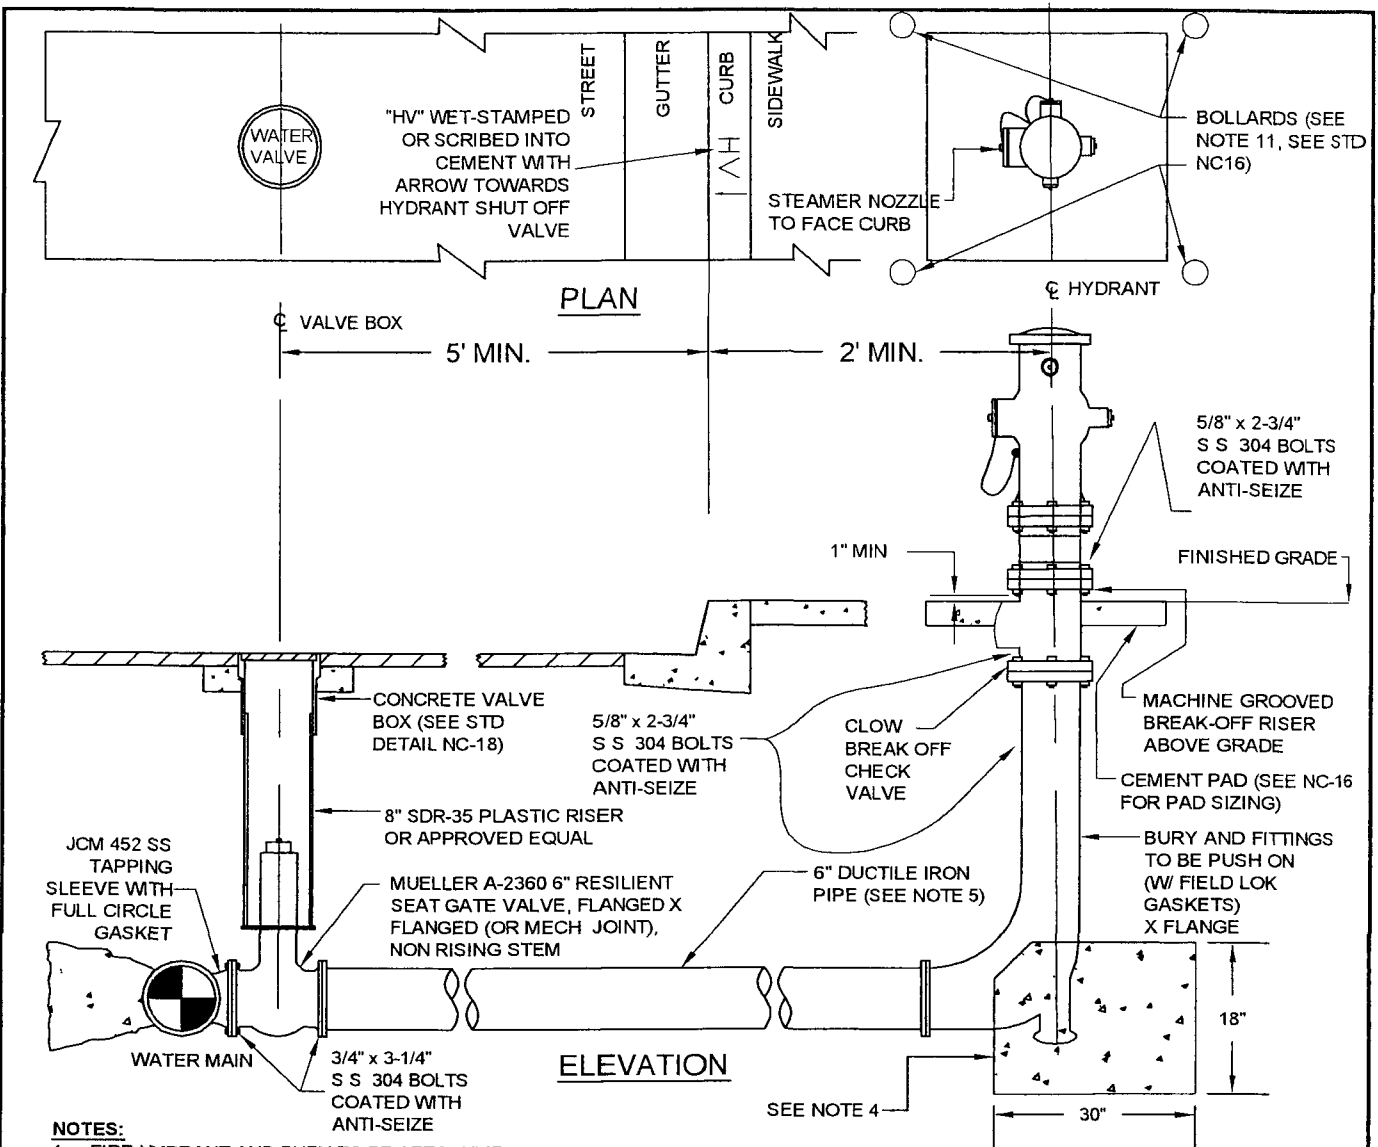 STREET
GUTTER
CURB
SIDEWALK
WATER
VALVE
"HV" WET-STAMPED
OR SCRIBED INTO
CEMENT WITH
ARROW TOWARDS
HYDRANT SHUT OFF
VALVE
HV
STEAMER NOZZLE
TO FACE CURB
BOLLARDS (SEE
NOTE 11, SEE STD
NC16)
PLAN
℄ HYDRANT
℄ VALVE BOX
5' MIN.
2' MIN.
5/8" x 2-3/4"
S S 304 BOLTS
COATED WITH
ANTI-SEIZE
1" MIN
FINISHED GRADE
CONCRETE VALVE
BOX (SEE STD
DETAIL NC-18)
5/8" x 2-3/4"
S S 304 BOLTS
COATED WITH
ANTI-SEIZE
CLOW
BREAK OFF
CHECK
VALVE
MACHINE GROOVED
BREAK-OFF RISER
ABOVE GRADE
CEMENT PAD (SEE NC-16
FOR PAD SIZING)
8" SDR-35 PLASTIC RISER
OR APPROVED EQUAL
JCM 452 SS
TAPPING
SLEEVE WITH
FULL CIRCLE
GASKET
MUELLER A-2360 6" RESILIENT
SEAT GATE VALVE, FLANGED X
FLANGED (OR MECH JOINT),
NON RISING STEM
6" DUCTILE IRON
PIPE (SEE NOTE 5)
BURY AND FITTINGS
TO BE PUSH ON
(W/ FIELD LOK
GASKETS)
X FLANGE
18"
WATER MAIN
3/4" x 3-1/4"
S S 304 BOLTS
COATED WITH
ANTI-SEIZE
ELEVATION
SEE NOTE 4
30"
NOTES: